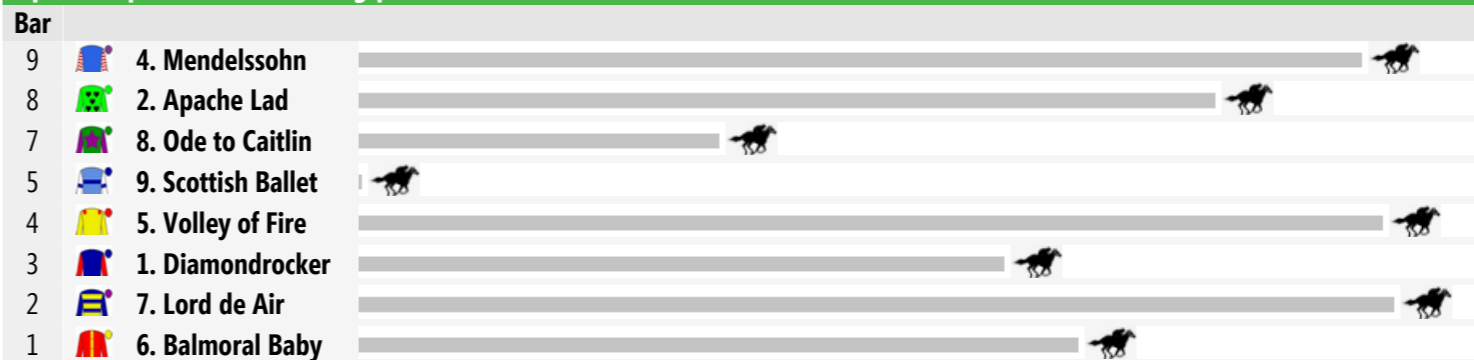 Bar
9 4. Mendelssohn
8 2. Apache Lad
7 8. Ode to Caitlin
5 9. Scottish Ballet
4 5. Volley of Fire
3 1. Diamondrocker
2 7. Lord de Air
1 6. Balmoral Baby